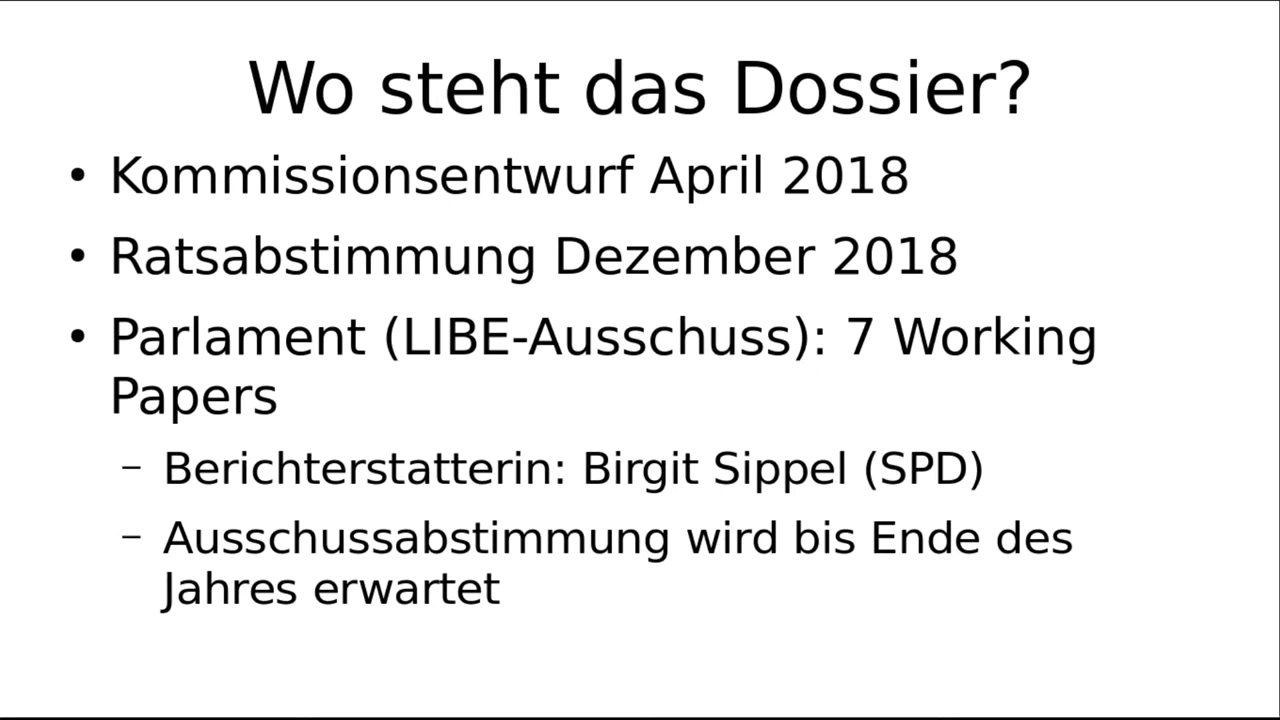 Wo steht das Dossier?
• Kommissionsentwurf April 2018
• Ratsabstimmung Dezember 2018
• Parlament (LIBE-Ausschuss): 7 Working
Papers
– Berichterstatterin: Birgit Sippel (SPD)
– Ausschussabstimmung wird bis Ende des
Jahres erwartet